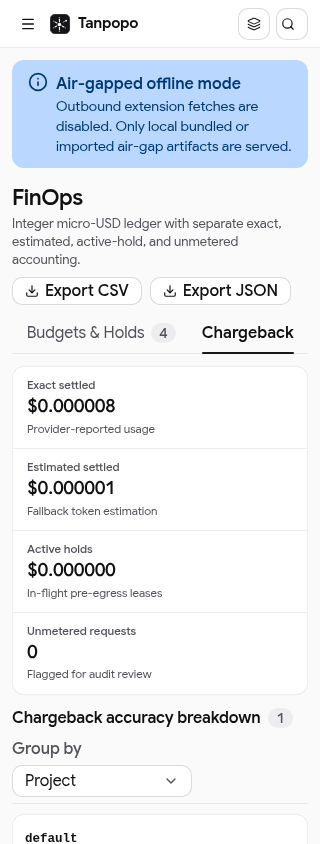 Tanpopo
Air-gapped offline mode
Outbound extension fetches are
disabled. Only local bundled or
imported air-gap artifacts are served.
FinOps
Integer micro-USD ledger with separate exact,
estimated, active-hold, and unmetered
accounting.
Export CSV
Export JSON
Budgets & Holds 4
Chargeback
Exact settled
$0.000008
Provider-reported usage
Estimated settled
$0.000001
Fallback token estimation
Active holds
$0.000000
In-flight pre-egress leases
Unmetered requests
0
Flagged for audit review
Chargeback accuracy breakdown 1
Group by
Project
default